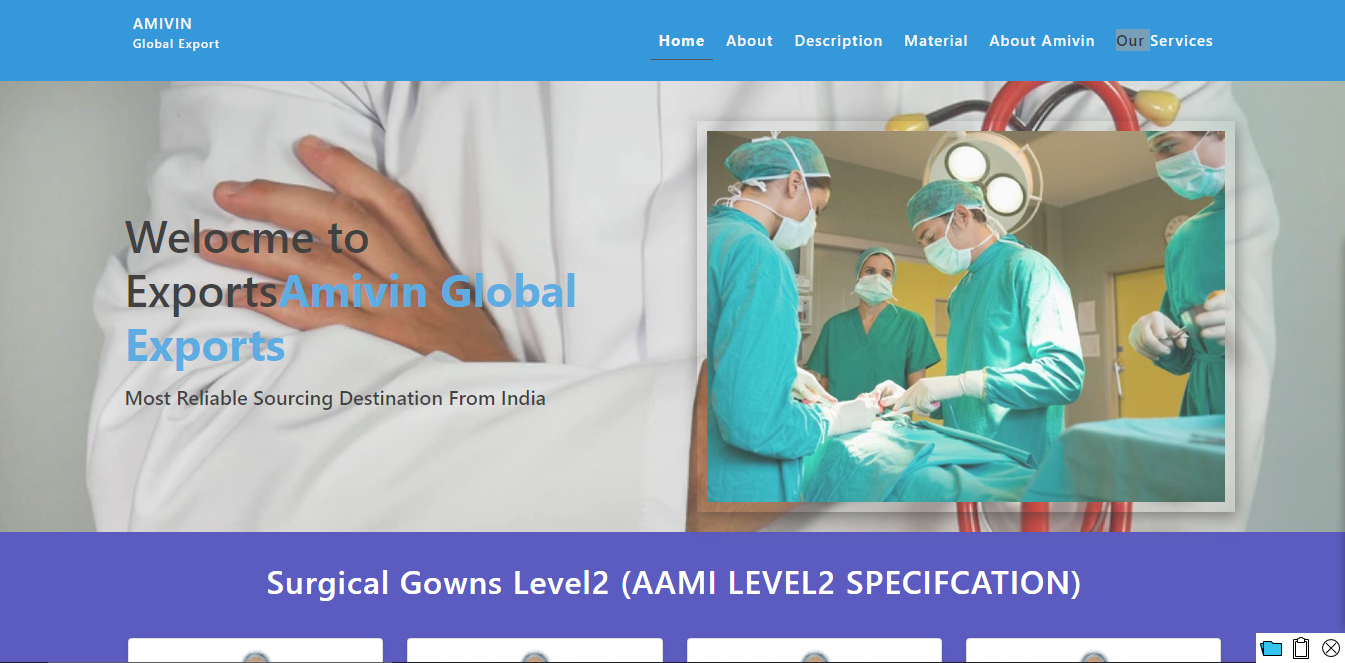 AMIVIN
Global Export
Home About Description Material About Amivin Our Services
Welocme to
ExportsAmivin Global
Exports
Most Reliable Sourcing Destination From India
Surgical Gowns Level2 (AAMI LEVEL2 SPECIFCATION)